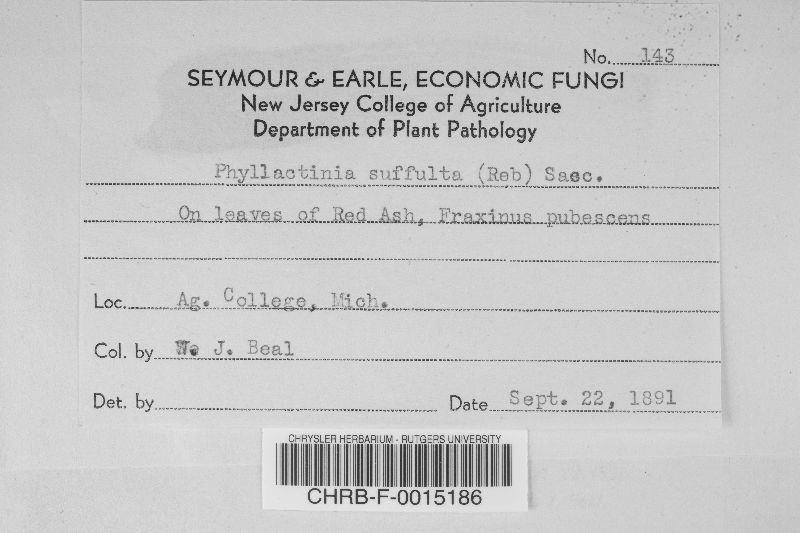 No. 143
SEYMOUR & EARLE, ECONOMIC FUNGI
New Jersey College of Agriculture
Department of Plant Pathology
Phyllactinia suffulta (Reb) Sacc.
On leaves of Red Ash, Fraxinus pubescens
Loc. Ag. College, Mich.
Col. by W. J. Beal
Det. by Date Sept. 22, 1891
CHRYSLER HERBARIUM - RUTGERS UNIVERSITY
CHRB-F-0015186